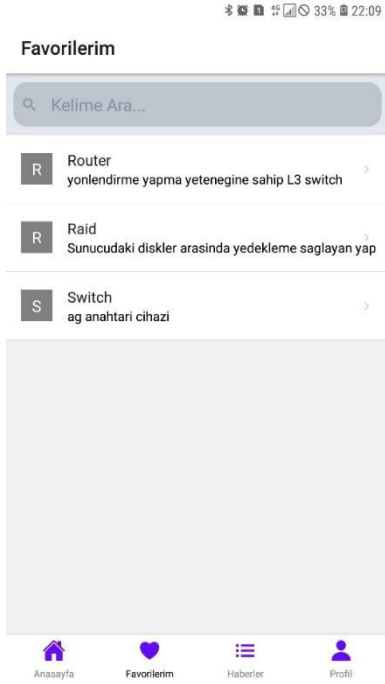 4G 33% 22:09
Favorilerim
Kelime Ara...
R
Router
yonlendirme yapma yetenegine sahip L3 switch
R
Raid
Sunucudaki diskler arasinda yedekleme saglayan yap
S
Switch
ag anahtari cihazi
Anasayfa Favorilerim Haberler Profil